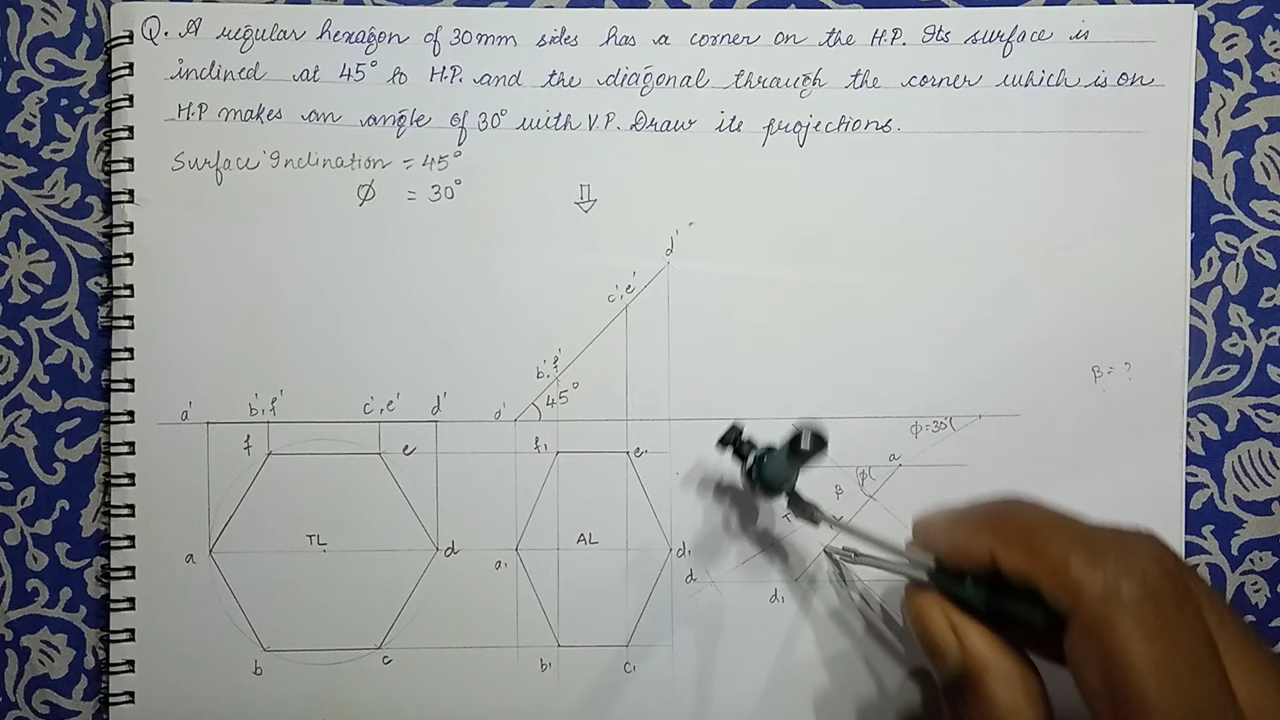 Q. A regular hexagon of 30mm sides has a corner on the H.P. Its surface is
inclined at 45° to H.P. and the diagonal through the corner which is on
H.P makes an angle of 30° with V.P. Draw its projections.
Surface Inclination = 45°
Ø = 30°
d'
c', e'
b', f'
45°
β = ?
a' b', f' c', e' d'
a'
ϕ = 30°
f e
f₁ e₁
a
ϕ
β
TL
AL
a d
a₁ d₁
d
d₁
b c
b₁ c₁